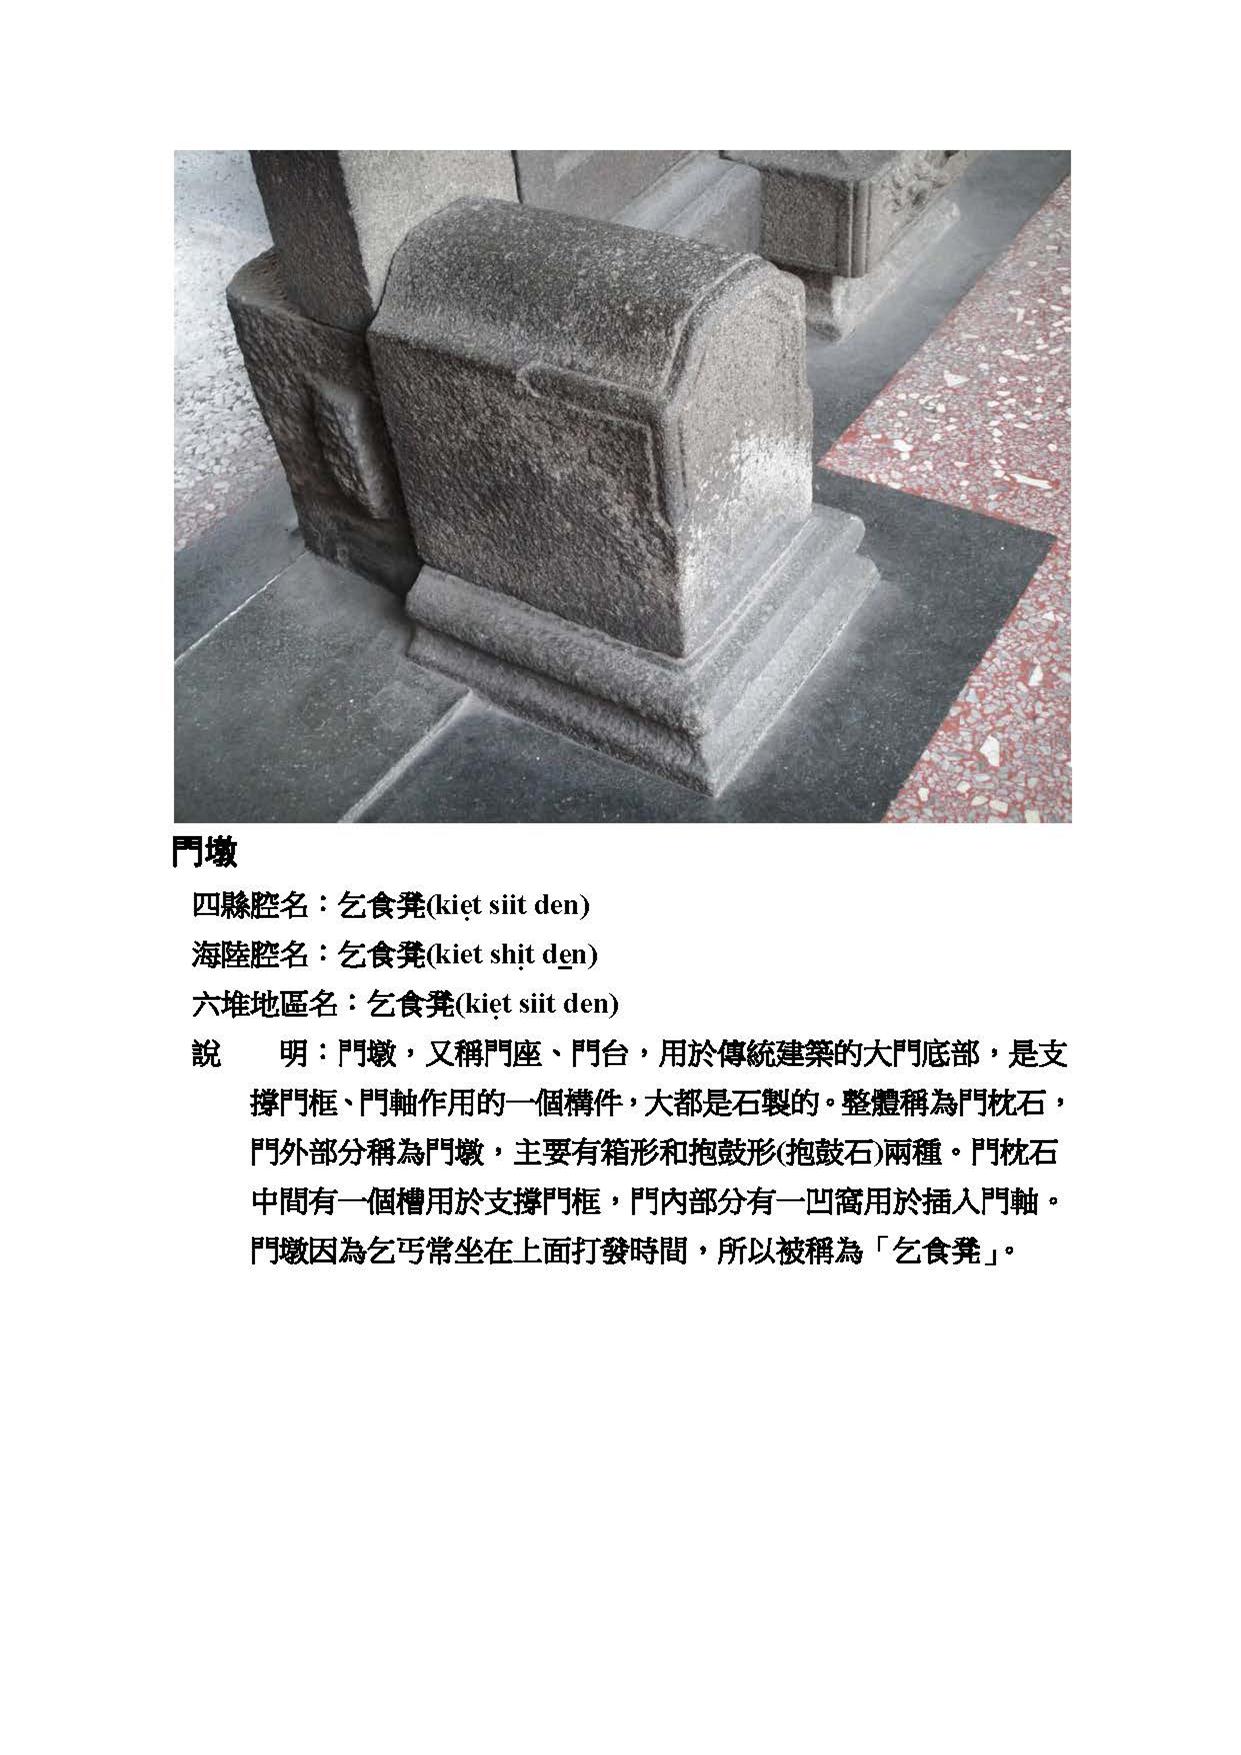 門墩
四縣腔名：乞食凳(kiẹt siit den)
海陸腔名：乞食凳(kiet shịt de̲n)
六堆地區名：乞食凳(kiẹt siit den)
說　　明：門墩，又稱門座、門台，用於傳統建築的大門底部，是支
撐門框、門軸作用的一個構件，大都是石製的。整體稱為門枕石，
門外部分稱為門墩，主要有箱形和抱鼓形(抱鼓石)兩種。門枕石
中間有一個槽用於支撐門框，門內部分有一凹窩用於插入門軸。
門墩因為乞丐常坐在上面打發時間，所以被稱為「乞食凳」。